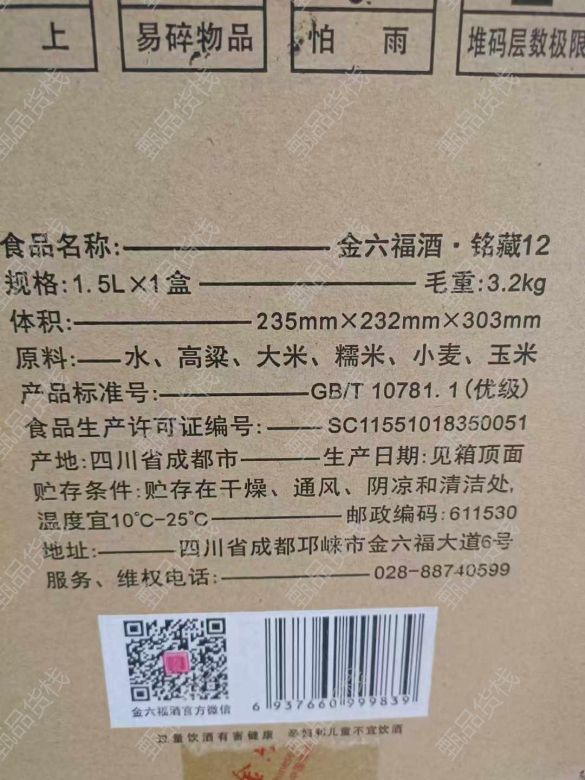 上 易碎物品 怕 雨 堆码层数极限
食品名称: 金六福酒·铭藏12
规格:1.5L×1盒 毛重:3.2kg
体积: 235mm×232mm×303mm
原料: 水、高粱、大米、糯米、小麦、玉米
产品标准号: GB/T 10781.1(优级)
食品生产许可证编号: SC11551018350051
产地:四川省成都市 生产日期:见箱顶面
贮存条件:贮存在干燥、通风、阴凉和清洁处,
温度宜10℃-25℃ 邮政编码:611530
地址: 四川省成都邛崃市金六福大道6号
服务、维权电话: 028-88740599
金六福酒官方微信 6 937660 999839
过量饮酒有害健康 孕妇和儿童不宜饮酒
甄品货栈